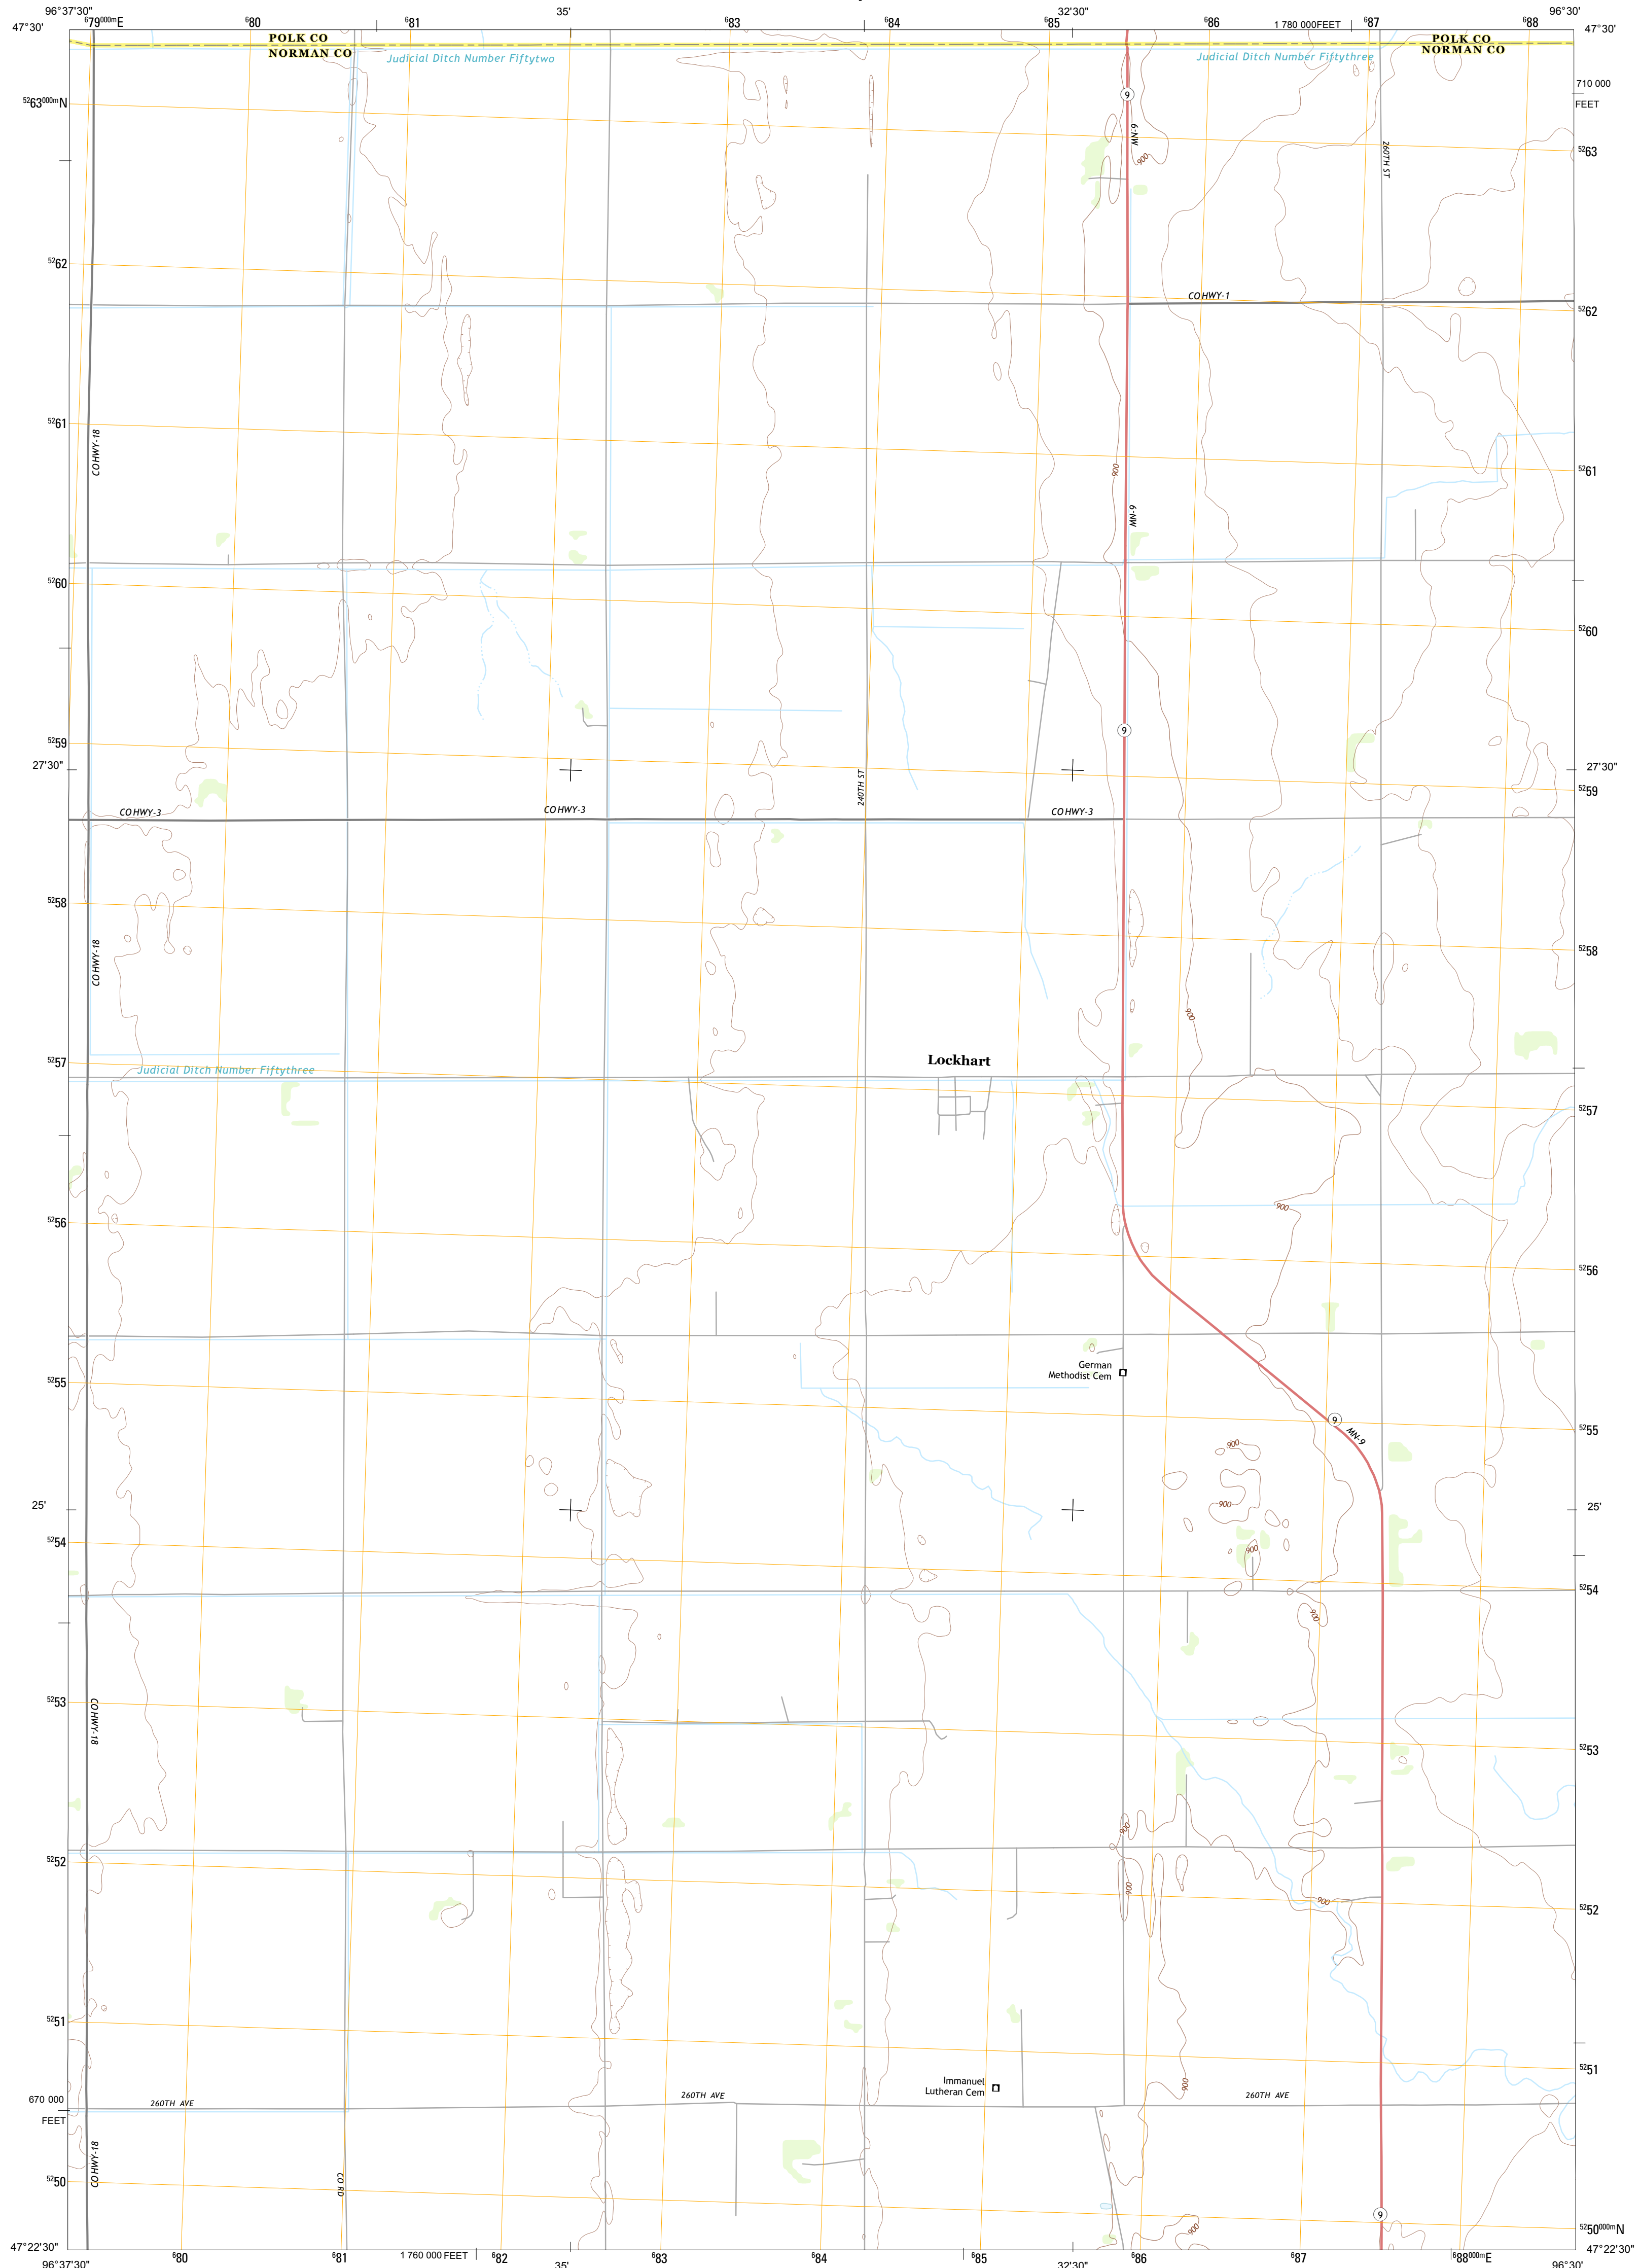 96°37'30"
⁶79⁰⁰⁰ᵐE
⁶80
⁶81
35'
⁶83
⁶84
⁶85
32'30"
⁶86
1 780 000FEET
⁶87
⁶88
96°30'
47°30'
47°30'
POLK CO
NORMAN CO
Judicial Ditch Number Fiftytwo
Judicial Ditch Number Fiftythree
POLK CO
NORMAN CO
710 000
FEET
⁵²63⁰⁰⁰ᵐN
9
MN-9
900
260TH ST
⁵²63
⁵²62
CO HWY-1
⁵²62
⁵²61
CO HWY-18
900
⁵²61
MN-9
⁵²60
⁵²60
9
⁵²59
27'30"
27'30"
240TH ST
⁵²59
CO HWY-3
CO HWY-3
CO HWY-3
⁵²58
CO HWY-18
⁵²58
900
Lockhart
⁵²57
Judicial Ditch Number Fiftythree
⁵²57
900
⁵²56
⁵²56
German
Methodist Cem
⁵²55
9
MN-9
⁵²55
900
25'
900
25'
⁵²54
900
⁵²54
900
⁵²53
CO HWY-18
⁵²53
900
⁵²52
900
900
⁵²52
⁵²51
⁵²51
Immanuel
Lutheran Cem
900
670 000
FEET
260TH AVE
260TH AVE
260TH AVE
CO HWY-18
CO RD
⁵²50
9
900
⁵²50⁰⁰⁰ᵐN
47°22'30"
47°22'30"
96°37'30"
⁶80
⁶81
1 760 000 FEET
⁶82
35'
⁶83
⁶84
⁶85
32'30"
⁶86
⁶87
⁶88⁰⁰⁰ᵐE
96°30'